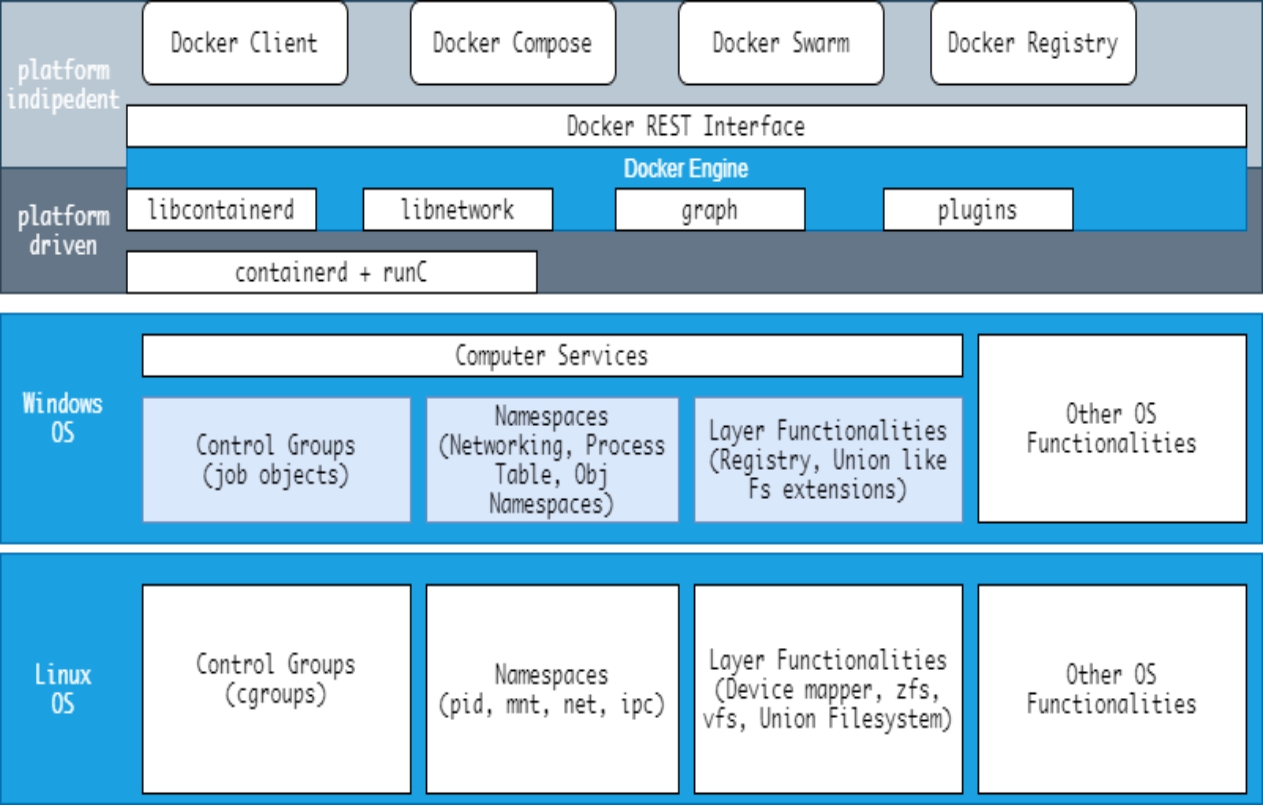 Docker Client
Docker Compose
Docker Swarm
Docker Registry
platform
indipedent
Docker REST Interface
Docker Engine
libcontainerd
libnetwork
graph
plugins
platform
driven
containerd + runC
Windows
OS
Computer Services
Control Groups
(job objects)
Namespaces
(Networking, Process
Table, Obj
Namespaces)
Layer Functionalities
(Registry, Union like
Fs extensions)
Other OS
Functionalities
Linux
OS
Control Groups
(cgroups)
Namespaces
(pid, mnt, net, ipc)
Layer Functionalities
(Device mapper, zfs,
vfs, Union Filesystem)
Other OS
Functionalities